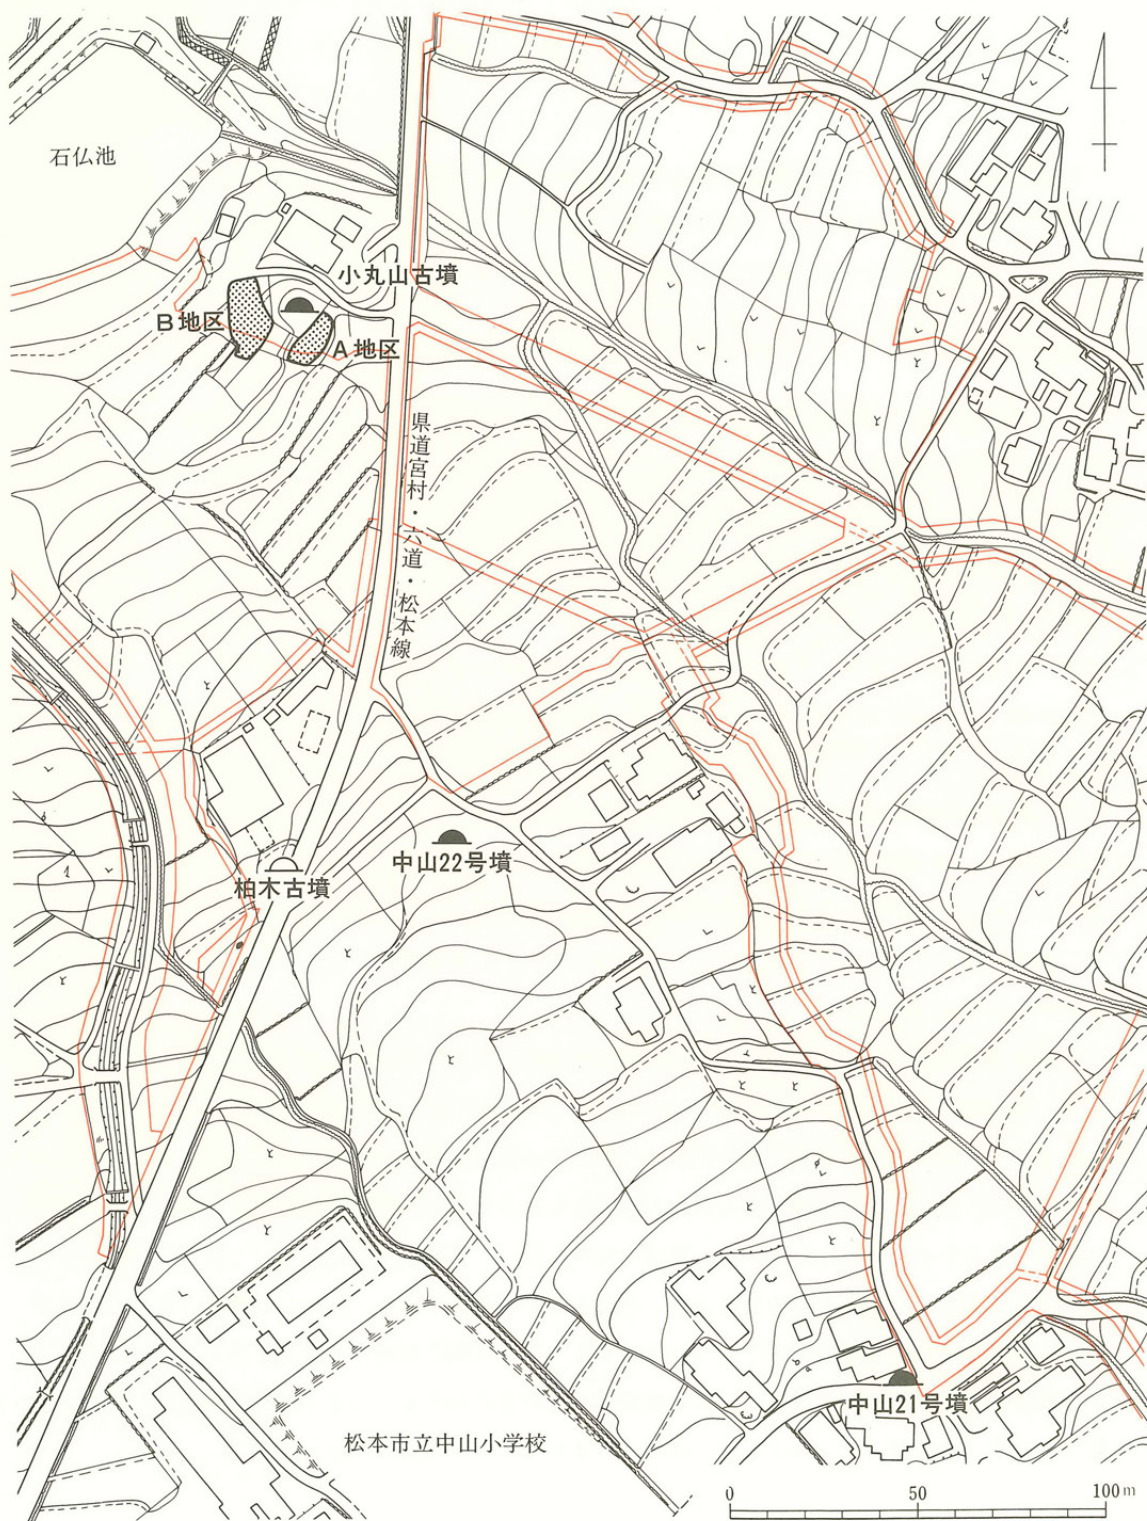 石仏池
小丸山古墳
B地区
A地区
県道宮村・六道・松本線
中山22号墳
柏木古墳
中山21号墳
松本市立中山小学校
0 50 100m